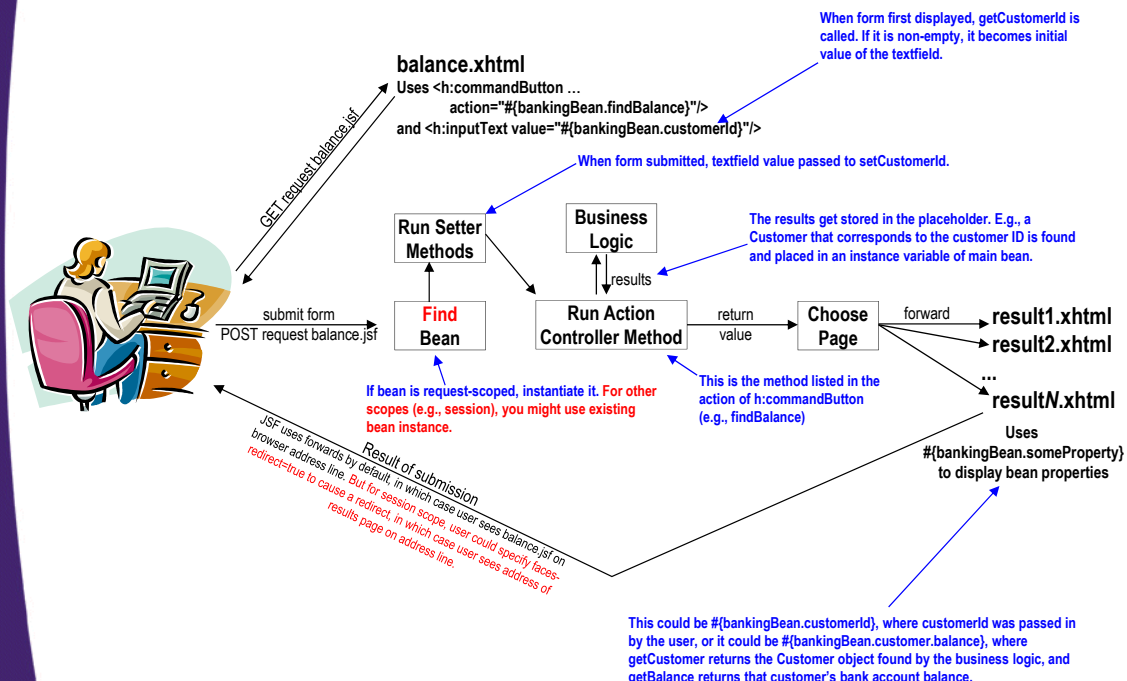 When form first displayed, getCustomerId is
called. If it is non-empty, it becomes initial
value of the textfield.
balance.xhtml
Uses <h:commandButton …
action="#{bankingBean.findBalance}"/>
and <h:inputText value="#{bankingBean.customerId}"/>
GET request balance.jsf
When form submitted, textfield value passed to setCustomerId.
Run Setter
Methods
Business
Logic
The results get stored in the placeholder. E.g., a
Customer that corresponds to the customer ID is found
and placed in an instance variable of main bean.
results
submit form
POST request balance.jsf
Find
Bean
Run Action
Controller Method
return
value
Choose
Page
forward
result1.xhtml
result2.xhtml
...
resultN.xhtml
If bean is request-scoped, instantiate it. For other
scopes (e.g., session), you might use existing
bean instance.
This is the method listed in the
action of h:commandButton
(e.g., findBalance)
Uses
#{bankingBean.someProperty}
to display bean properties
Result of submission
JSF uses forwards by default, in which case user sees balance.jsf on
browser address line. But for session scope, user could specify faces-
redirect=true to cause a redirect, in which case user sees address of
results page on address line.
This could be #{bankingBean.customerId}, where customerId was passed in
by the user, or it could be #{bankingBean.customer.balance}, where
getCustomer returns the Customer object found by the business logic, and
getBalance returns that customer's bank account balance.